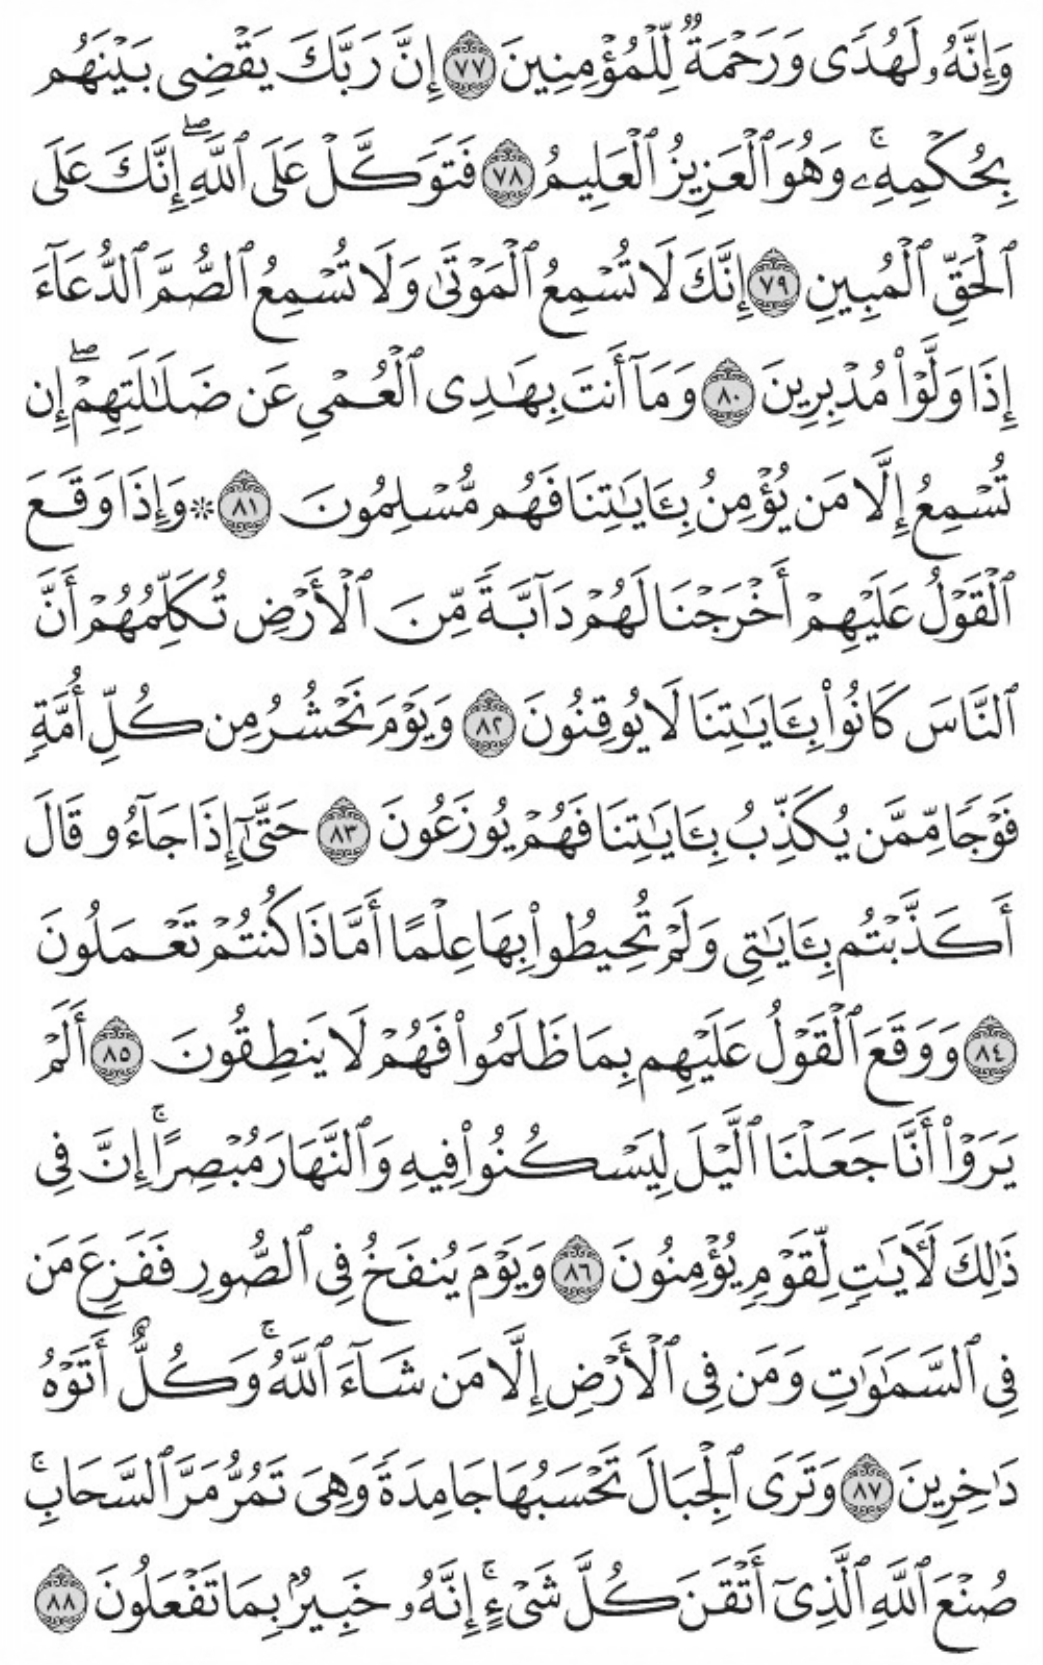 وَإِنَّهُۥ لَهُدٗى وَرَحۡمَةٞ لِّلۡمُؤۡمِنِينَ ٧٧ إِنَّ رَبَّكَ يَقۡضِي بَيۡنَهُم
بِحُكۡمِهِۦۚ وَهُوَ ٱلۡعَزِيزُ ٱلۡعَلِيمُ ٧٨ فَتَوَكَّلۡ عَلَى ٱللَّهِۖ إِنَّكَ عَلَى
ٱلۡحَقِّ ٱلۡمُبِينِ ٧٩ إِنَّكَ لَا تُسۡمِعُ ٱلۡمَوۡتَىٰ وَلَا تُسۡمِعُ ٱلصُّمَّ ٱلدُّعَآءَ
إِذَا وَلَّوۡاْ مُدۡبِرِينَ ٨٠ وَمَآ أَنتَ بِهَٰدِي ٱلۡعُمۡيِ عَن ضَلَٰلَتِهِمۡۖ إِن
تُسۡمِعُ إِلَّا مَن يُؤۡمِنُ بِـَٔايَٰتِنَا فَهُم مُّسۡلِمُونَ ٨١ ۞ وَإِذَا وَقَعَ
ٱلۡقَوۡلُ عَلَيۡهِمۡ أَخۡرَجۡنَا لَهُمۡ دَآبَّةٗ مِّنَ ٱلۡأَرۡضِ تُكَلِّمُهُمۡ أَنَّ
ٱلنَّاسَ كَانُواْ بِـَٔايَٰتِنَا لَا يُوقِنُونَ ٨٢ وَيَوۡمَ نَحۡشُرُ مِن كُلِّ أُمَّةٖ
فَوۡجٗا مِّمَّن يُكَذِّبُ بِـَٔايَٰتِنَا فَهُمۡ يُوزَعُونَ ٨٣ حَتَّىٰٓ إِذَا جَآءُو قَالَ
أَكَذَّبۡتُم بِـَٔايَٰتِي وَلَمۡ تُحِيطُواْ بِهَا عِلۡمًا أَمَّاذَا كُنتُمۡ تَعۡمَلُونَ
٨٤ وَوَقَعَ ٱلۡقَوۡلُ عَلَيۡهِم بِمَا ظَلَمُواْ فَهُمۡ لَا يَنطِقُونَ ٨٥ أَلَمۡ
يَرَوۡاْ أَنَّا جَعَلۡنَا ٱلَّيۡلَ لِيَسۡكُنُواْ فِيهِ وَٱلنَّهَارَ مُبۡصِرًاۚ إِنَّ فِي
ذَٰلِكَ لَأٓيَٰتٖ لِّقَوۡمٖ يُؤۡمِنُونَ ٨٦ وَيَوۡمَ يُنفَخُ فِي ٱلصُّورِ فَفَزِعَ مَن
فِي ٱلسَّمَٰوَٰتِ وَمَن فِي ٱلۡأَرۡضِ إِلَّا مَن شَآءَ ٱللَّهُۚ وَكُلٌّ أَتَوۡهُ
دَٰخِرِينَ ٨٧ وَتَرَى ٱلۡجِبَالَ تَحۡسَبُهَا جَامِدَةٗ وَهِيَ تَمُرُّ مَرَّ ٱلسَّحَابِۚ
صُنۡعَ ٱللَّهِ ٱلَّذِيٓ أَتۡقَنَ كُلَّ شَيۡءٍۚ إِنَّهُۥ خَبِيرُۢ بِمَا تَفۡعَلُونَ ٨٨